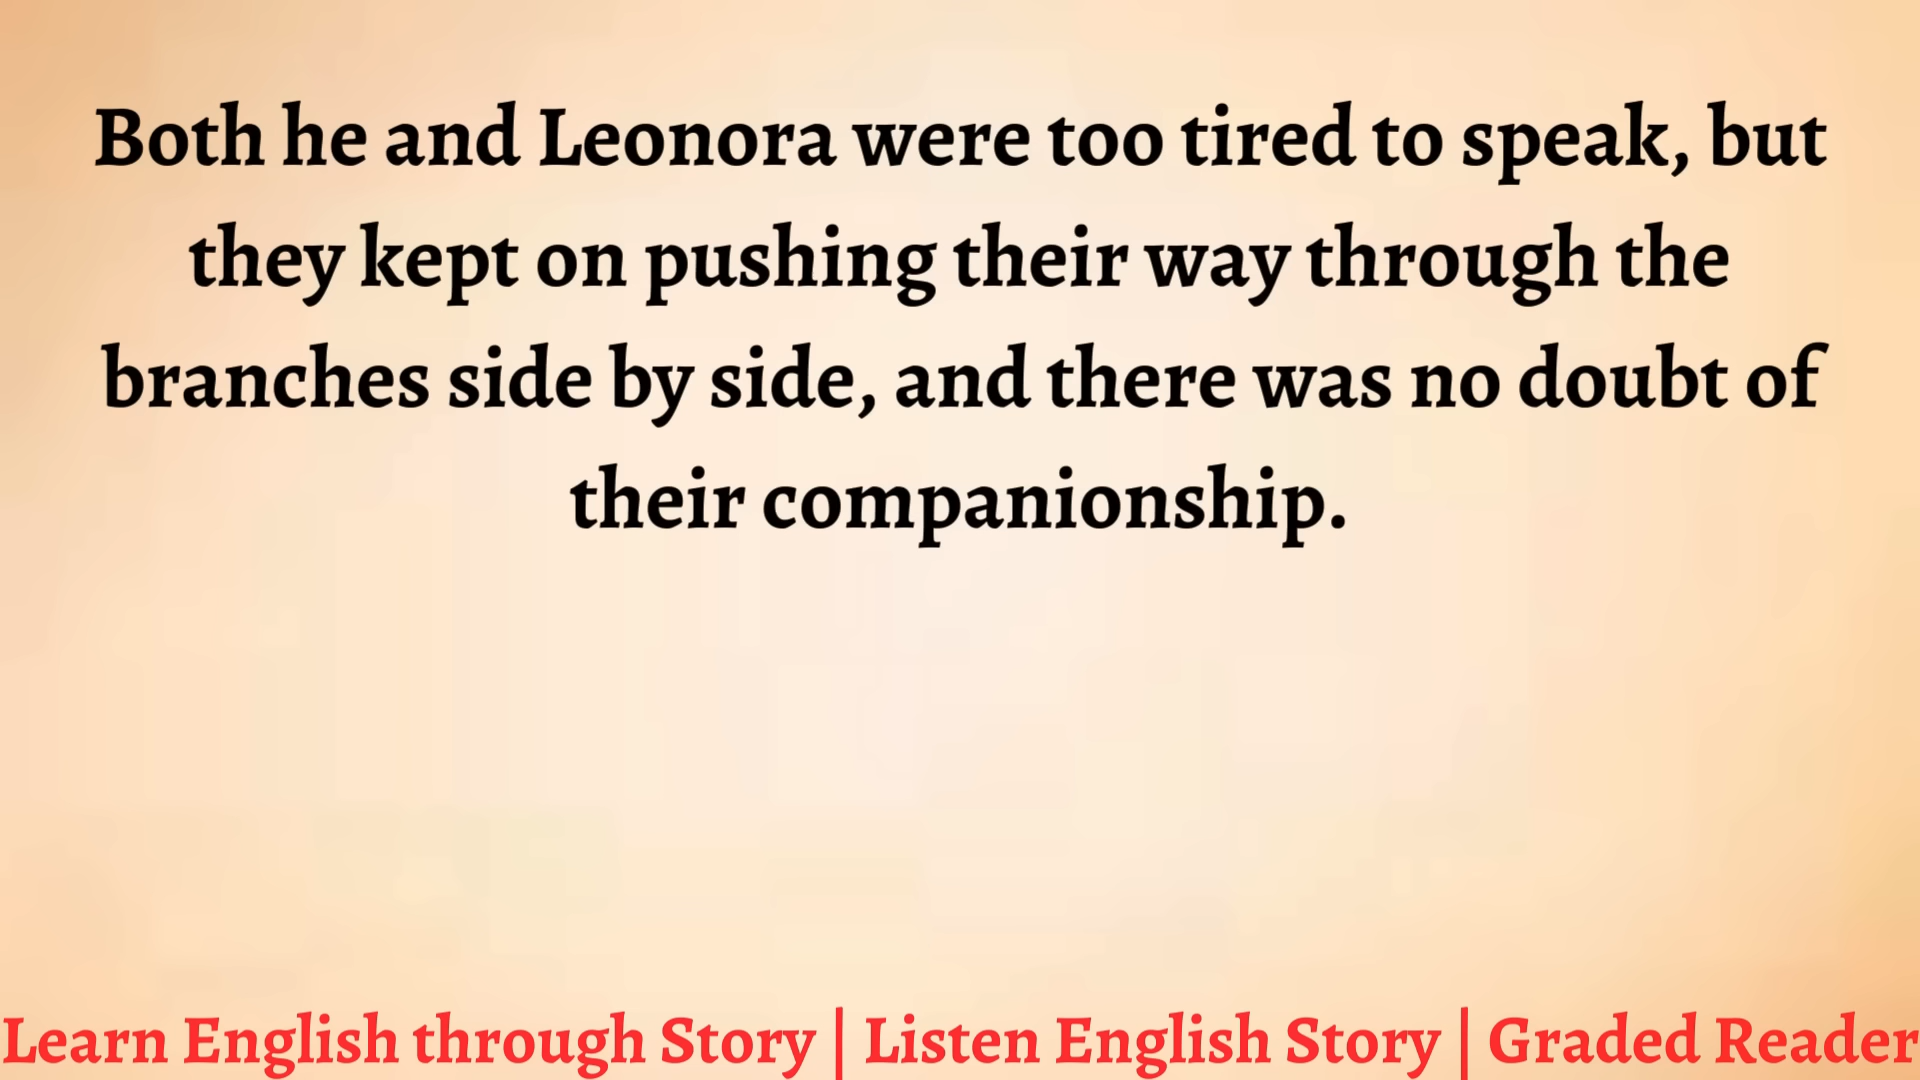 Both he and Leonora were too tired to speak, but
they kept on pushing their way through the
branches side by side, and there was no doubt of
their companionship.
Learn English through Story | Listen English Story | Graded Reader